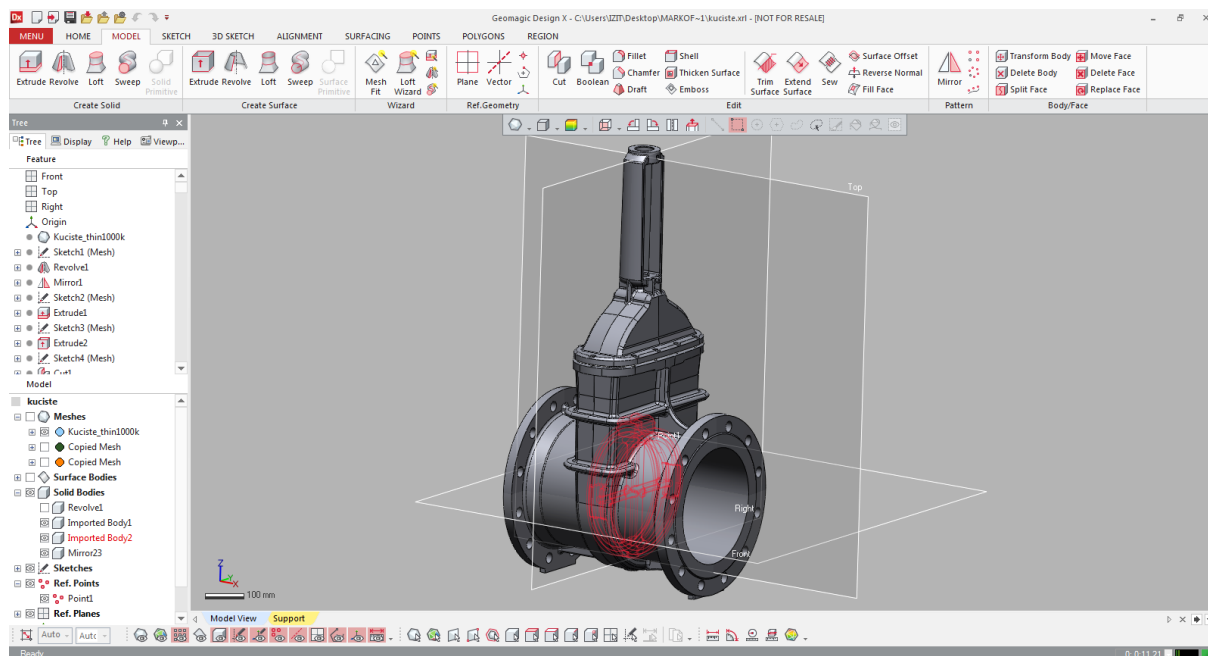 Geomagic Design X - C:\Users\IZIT\Desktop\MARKOF~1\kuciste.xrl - [NOT FOR RESALE]
MENU HOME MODEL SKETCH 3D SKETCH ALIGNMENT SURFACING POINTS POLYGONS REGION
Extrude Revolve Loft Sweep Solid Primitive
Create Solid
Extrude Revolve Loft Sweep Surface Primitive
Create Surface
Mesh Fit Loft Wizard
Wizard
Plane Vector
Ref.Geometry
Cut Boolean
Fillet Shell
Chamfer Thicken Surface
Draft Emboss
Trim Surface Extend Surface Sew
Surface Offset
Reverse Normal
Fill Face
Edit
Mirror
Pattern
Transform Body Move Face
Delete Body Delete Face
Split Face Replace Face
Body/Face
Tree
Tree Display Help Viewp...
Feature
Front
Top
Right
Origin
Kuciste_thin1000k
Sketch1 (Mesh)
Revolve1
Mirror1
Sketch2 (Mesh)
Extrude1
Sketch3 (Mesh)
Extrude2
Sketch4 (Mesh)
Cut1
Model
kuciste
Meshes
Kuciste_thin1000k
Copied Mesh
Copied Mesh
Surface Bodies
Solid Bodies
Revolve1
Imported Body1
Imported Body2
Mirror23
Sketches
Ref. Points
Point1
Ref. Planes
Top
Point1
Right
Front
Z
Y
X
100 mm
Model View Support
Auto Autc
Ready
0: 0:11.21